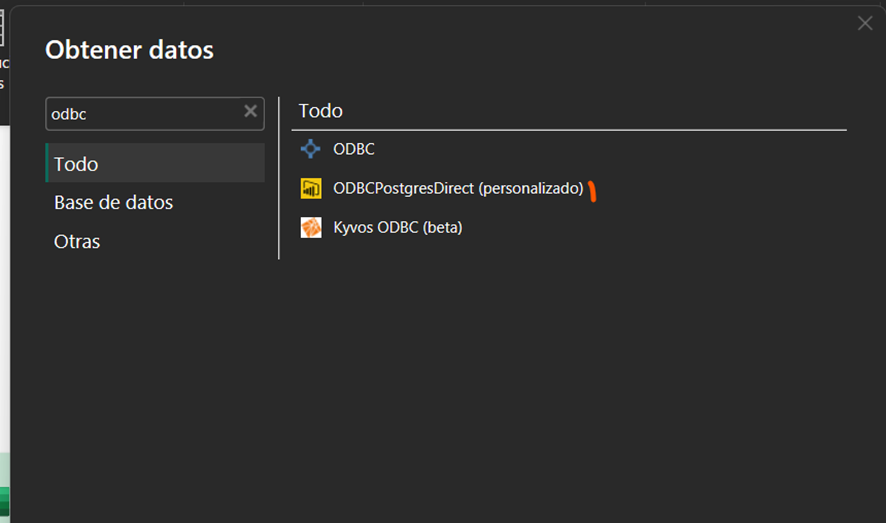 Obtener datos
odbc
Todo
Base de datos
Otras
Todo
ODBC
ODBCPostgresDirect (personalizado)
Kyvos ODBC (beta)